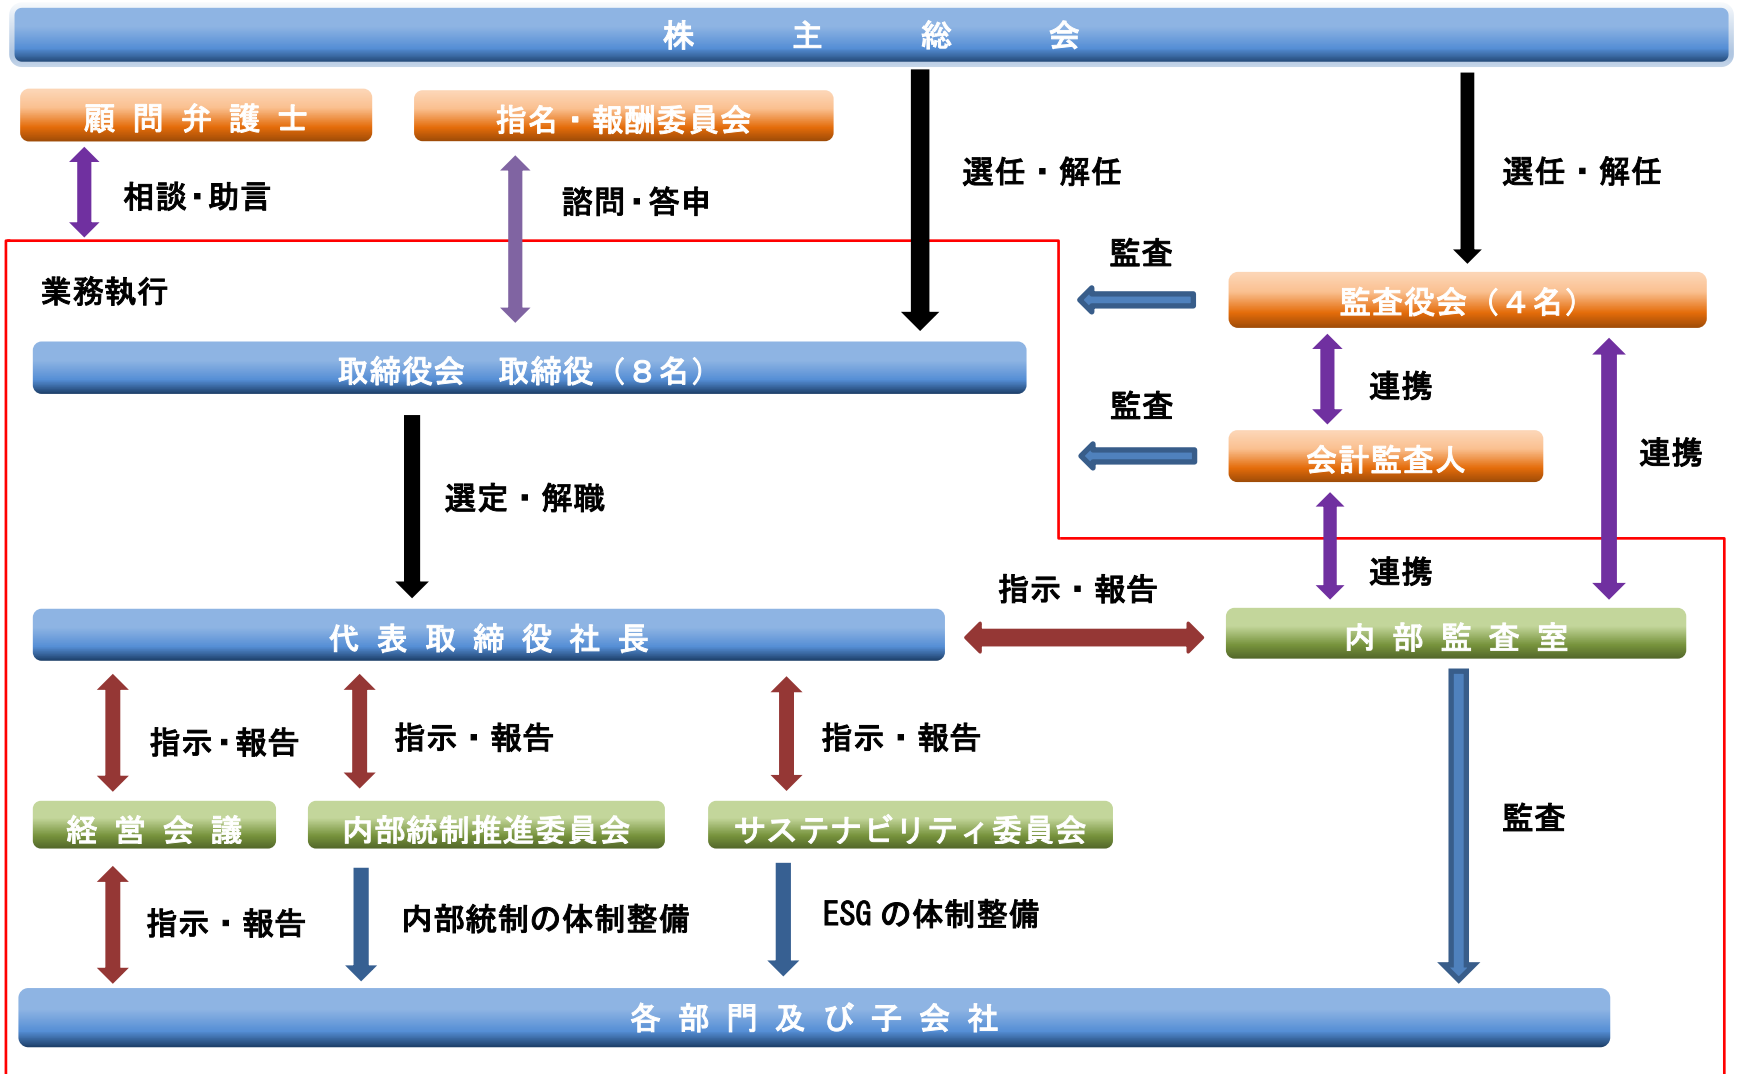 株 主 総 会
顧 問 弁 護 士
指名・報酬委員会
相談・助言
諮問・答申
選任・解任
選任・解任
監査
業務執行
監査役会（４名）
取締役会　取締役（８名）
連携
監査
連携
会計監査人
選定・解職
連携
指示・報告
代 表 取 締 役 社 長
内 部 監 査 室
指示・報告
指示・報告
指示・報告
経 営 会 議
内部統制推進委員会
サステナビリティ委員会
監査
指示・報告
内部統制の体制整備
ESG の体制整備
各 部 門 及 び 子 会 社